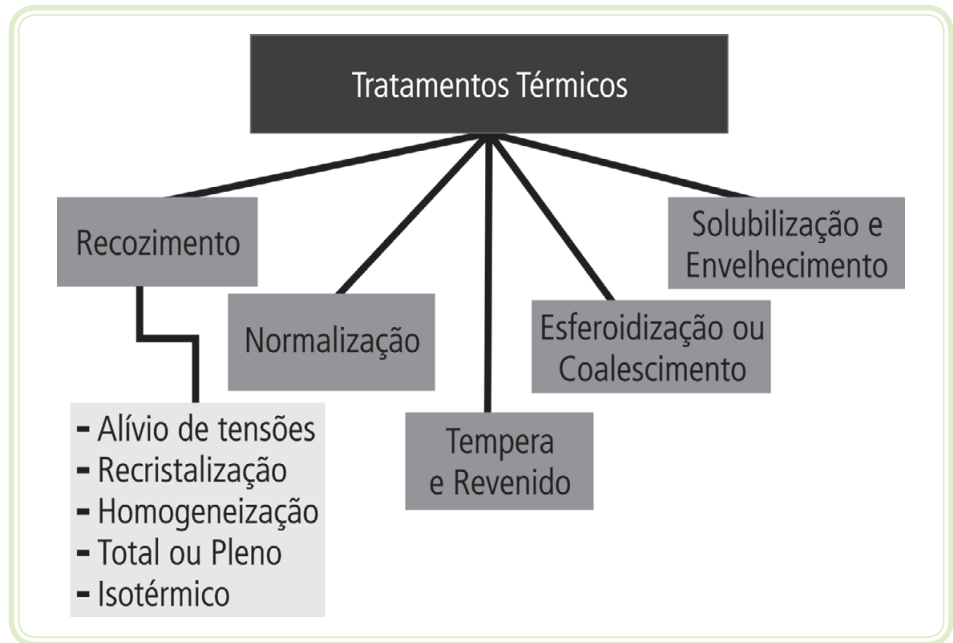 Tratamentos Térmicos
Recozimento
Solubilização e
Envelhecimento
Normalização
Esferoidização ou
Coalescimento
Tempera
e Revenido
- Alívio de tensões
- Recristalização
- Homogeneização
- Total ou Pleno
- Isotérmico